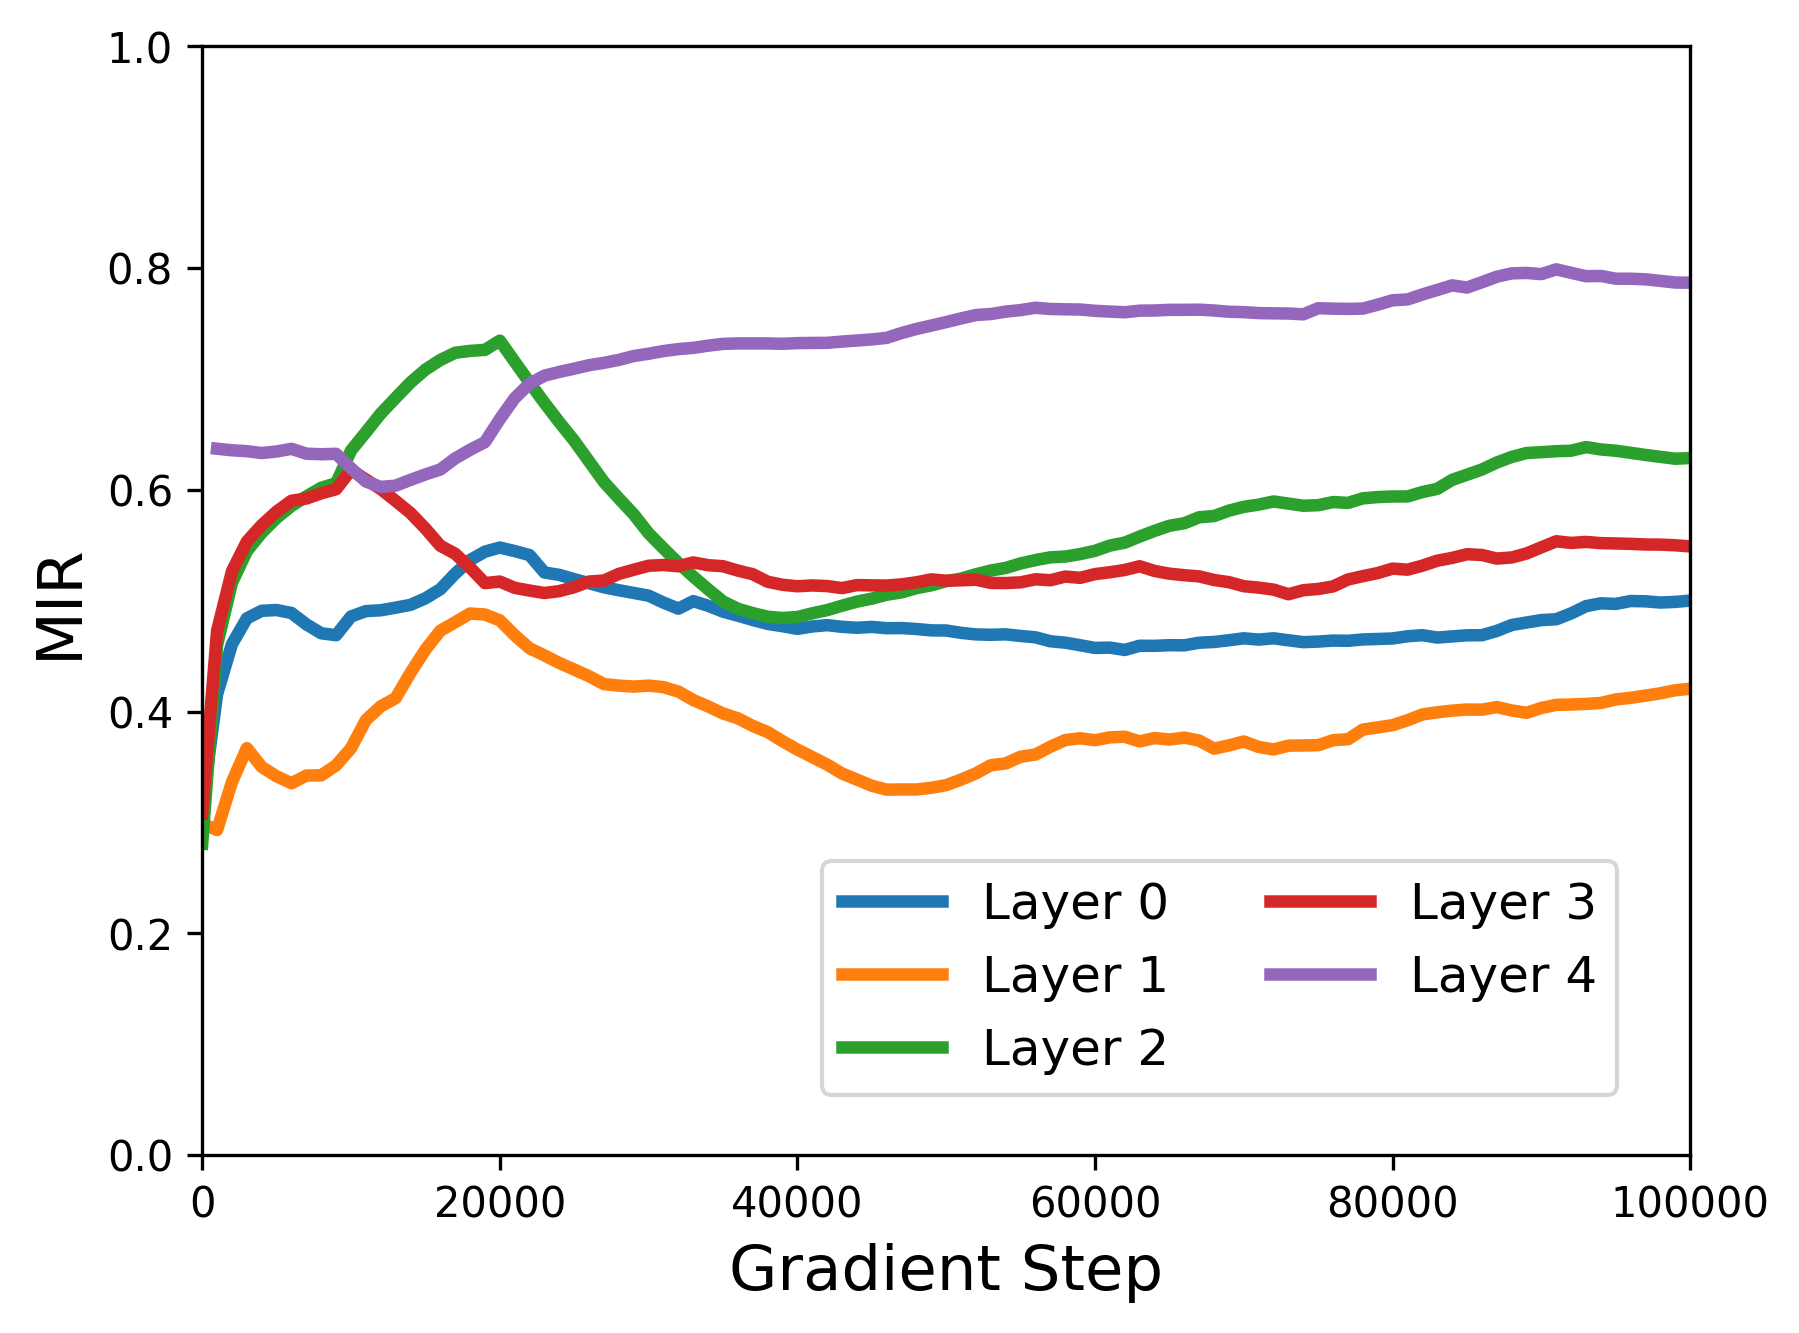 MIR
1.0
0.8
0.6
0.4
0.2
0.0
0 20000 40000 60000 80000 100000
Gradient Step
Layer 0
Layer 1
Layer 2
Layer 3
Layer 4